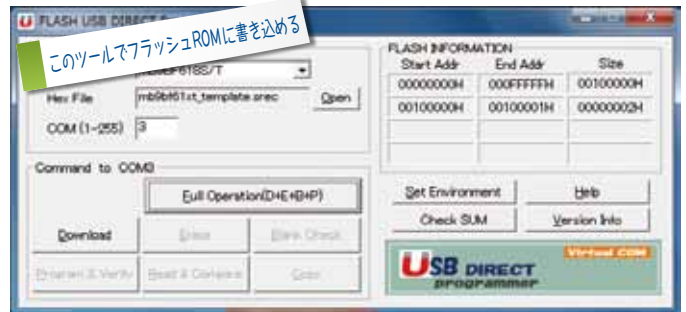 FLASH USB DIRECT
このツールでフラッシュROMに書き込める
Hex File
mb9bf61xt_template.srec
Open
COM (1-255)
3
Command to COM3
Full Operation(D+E+B+P)
Download
Erase
Blank Check
Program & Verify
Read & Compare
Copy
FLASH INFORMATION
Start Addr
End Addr
Size
00000000H
000FFFFFH
00100000H
00100000H
00100001H
00000002H
Set Environment
Help
Check SUM
Version Info
Virtual COM
USB DIRECT
programmer